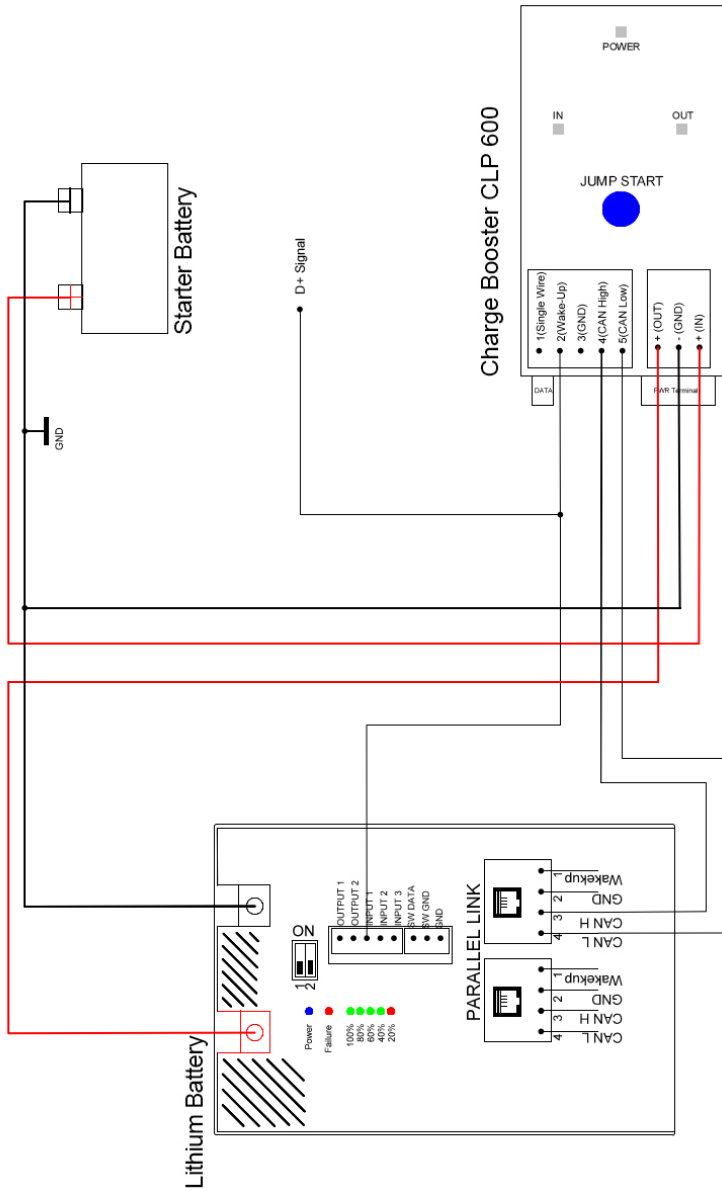 POWER
IN
OUT
JUMP START
Charge Booster CLP 600
1(Single Wire)
2(Wake-Up)
3(GND)
4(CAN High)
5(CAN Low)
+ (OUT)
- (GND)
+ (IN)
DATA
PWR Terminal
Starter Battery
D+ Signal
GND
Lithium Battery
ON
1
2
OUTPUT 1
OUTPUT 2
INPUT 1
INPUT 2
INPUT 3
SW DATA
SW GND
GND
Power
Failure
100%
80%
60%
40%
20%
PARALLEL LINK
1 Wakeup
2 GND
3 CAN H
4 CAN L
1 Wakeup
2 GND
3 CAN H
4 CAN L